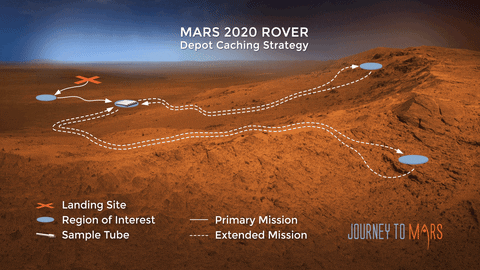 MARS 2020 ROVER
Depot Caching Strategy
Landing Site
Region of Interest
Sample Tube
Primary Mission
Extended Mission
JOURNEY TO MARS